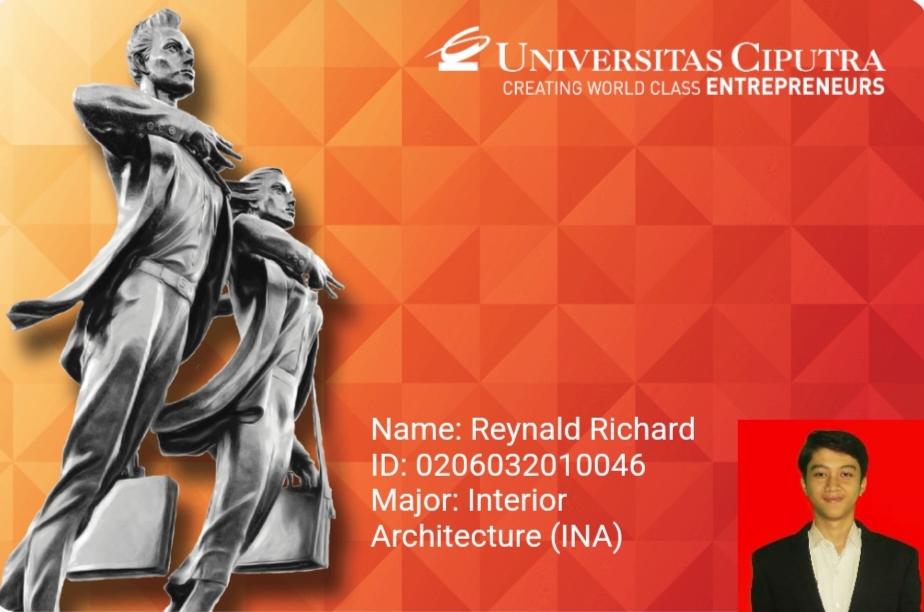 UNIVERSITAS CIPUTRA
CREATING WORLD CLASS ENTREPRENEURS
Name: Reynald Richard
ID: 0206032010046
Major: Interior
Architecture (INA)